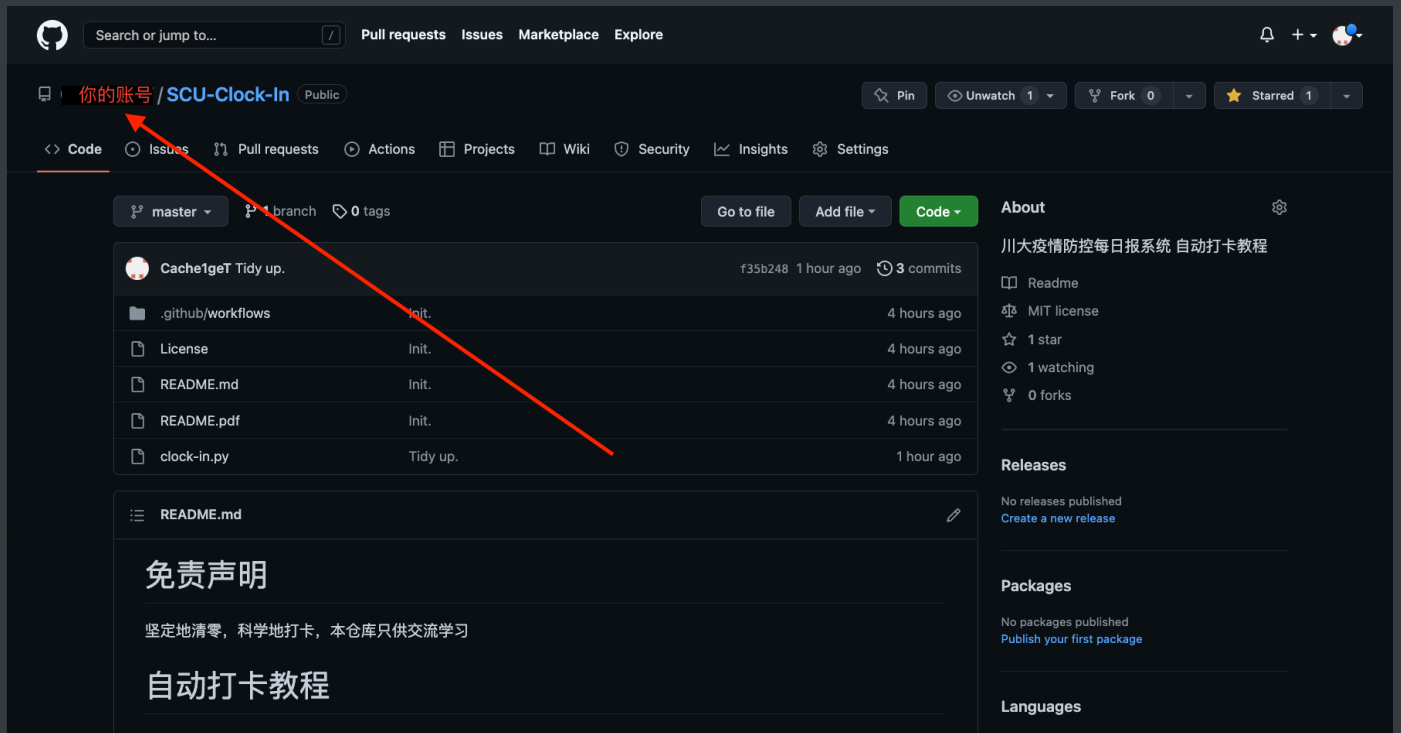 Search or jump to... / Pull requests Issues Marketplace Explore
你的账号/SCU-Clock-In Public Pin Unwatch 1 Fork 0 Starred 1
Code Issues Pull requests Actions Projects Wiki Security Insights Settings
master 1 branch 0 tags Go to file Add file Code
Cache1geT Tidy up. f35b248 1 hour ago 3 commits
.github/workflows Init. 4 hours ago
License Init. 4 hours ago
README.md Init. 4 hours ago
README.pdf Init. 4 hours ago
clock-in.py Tidy up. 1 hour ago
README.md
免责声明
坚定地清零，科学地打卡，本仓库只供交流学习
自动打卡教程
About
川大疫情防控每日报系统 自动打卡教程
Readme
MIT license
1 star
1 watching
0 forks
Releases
No releases published
Create a new release
Packages
No packages published
Publish your first package
Languages